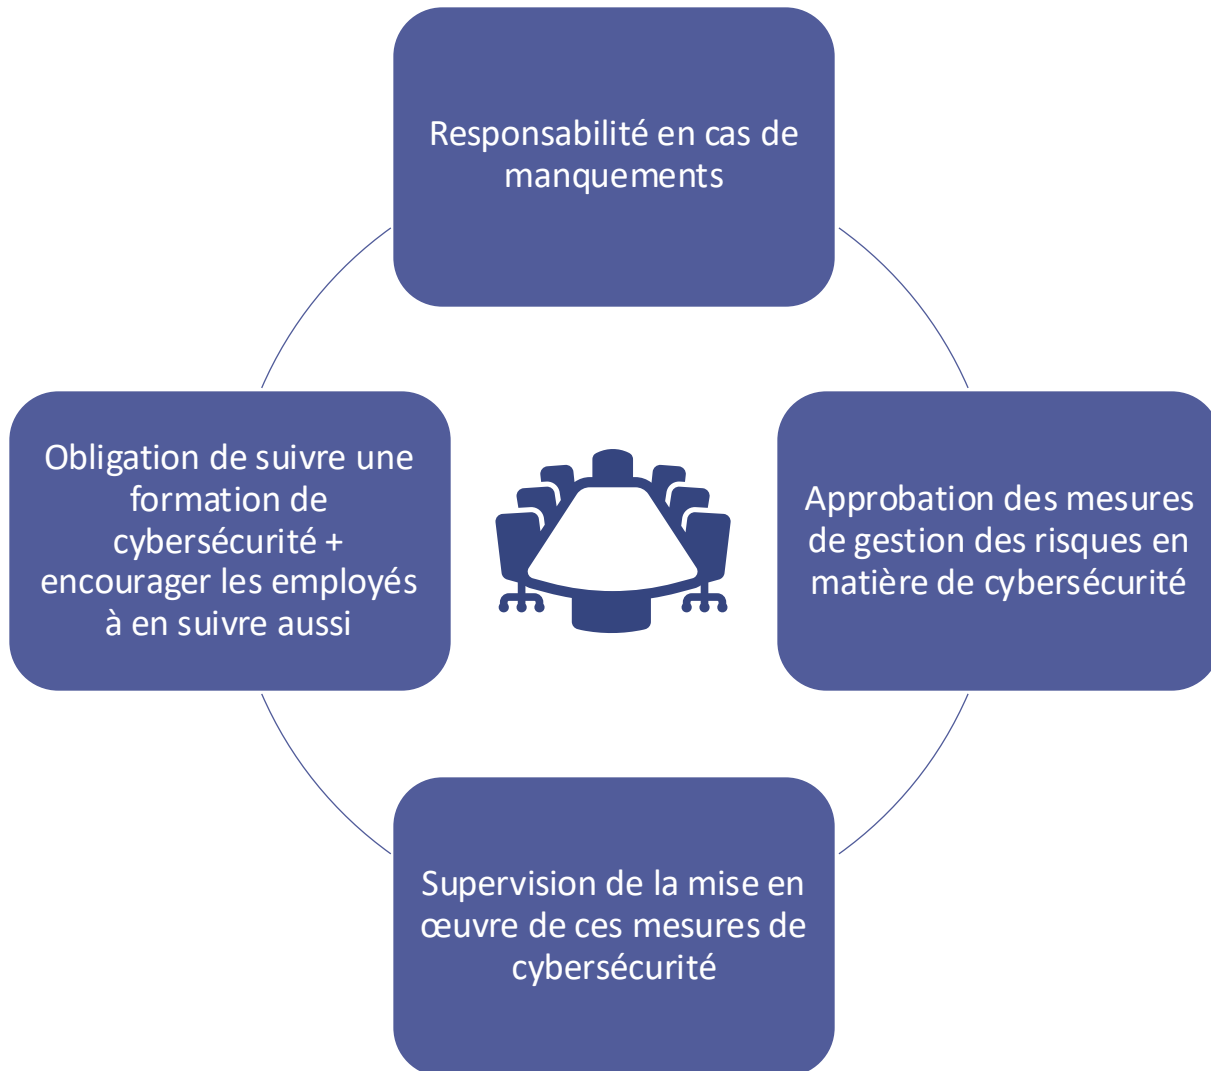 Responsabilité en cas de
manquements
Obligation de suivre une
formation de
cybersécurité +
encourager les employés
à en suivre aussi
Approbation des mesures
de gestion des risques en
matière de cybersécurité
Supervision de la mise en
œuvre de ces mesures de
cybersécurité